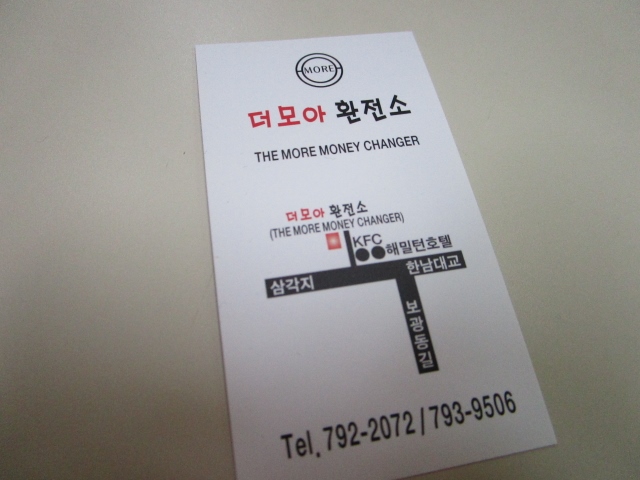 MORE
더모아 환전소
THE MORE MONEY CHANGER
더모아 환전소
(THE MORE MONEY CHANGER)
KFC
해밀턴호텔
한남대교
삼각지
보광동길
Tel. 792-2072 / 793-9506